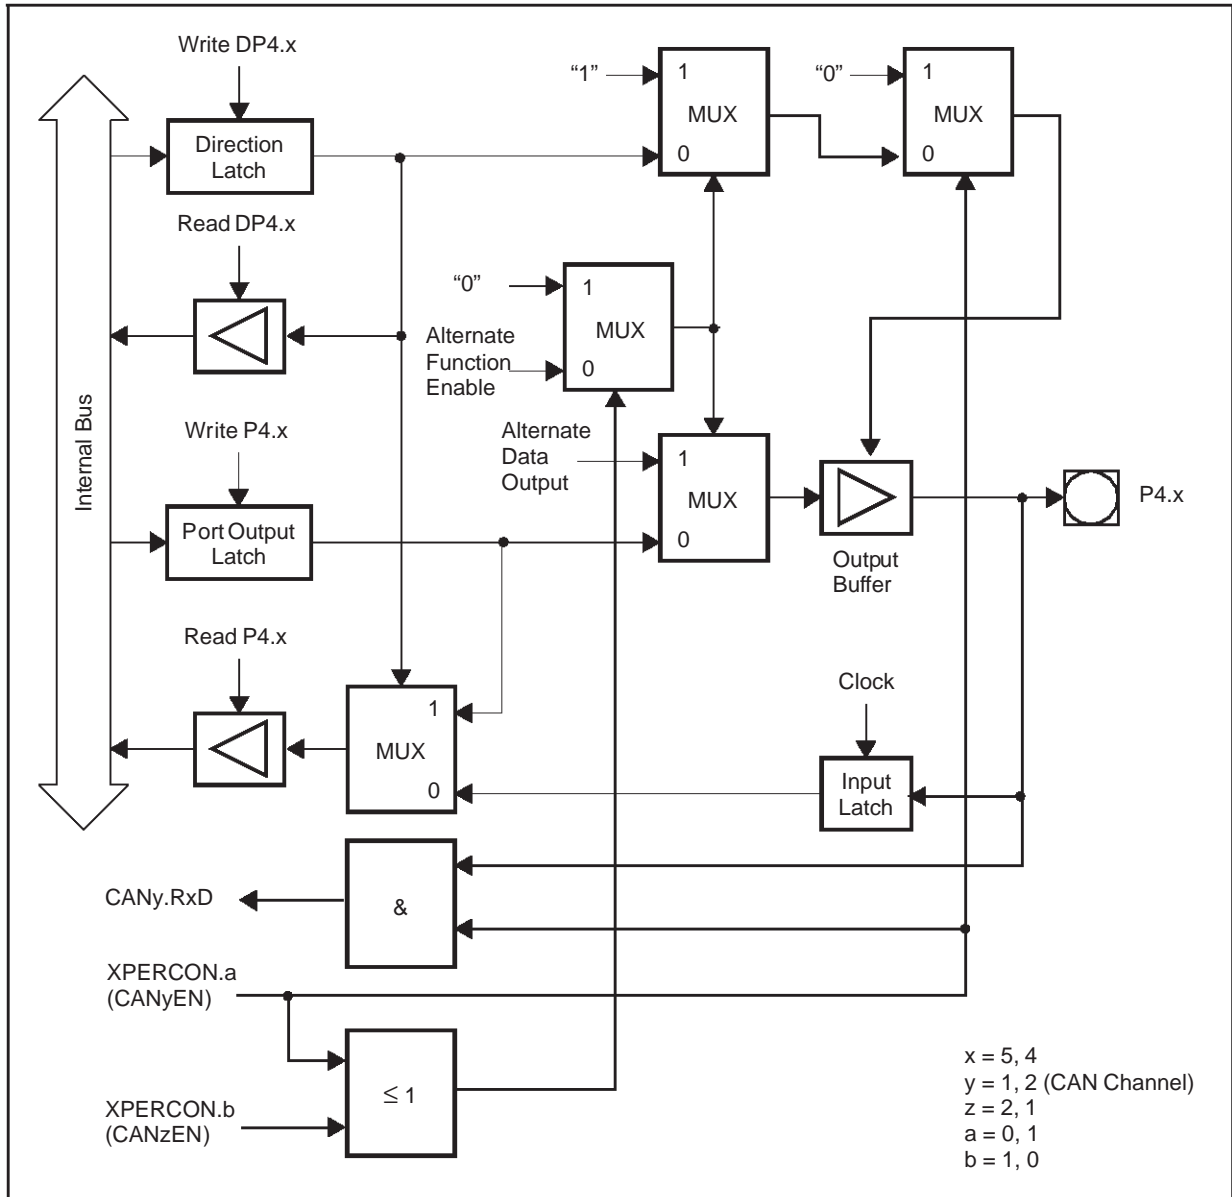 Write DP4.x
Direction
Latch
Read DP4.x
Internal Bus
Write P4.x
Port Output
Latch
Read P4.x
“1”
1
MUX
0
“0”
1
MUX
0
“0”
1
MUX
0
Alternate
Function
Enable
Alternate
Data
Output
1
MUX
0
Output
Buffer
P4.x
1
MUX
0
Clock
Input
Latch
CANy.RxD
&
XPERCON.a
(CANyEN)
≤ 1
XPERCON.b
(CANzEN)
x = 5, 4
y = 1, 2 (CAN Channel)
z = 2, 1
a = 0, 1
b = 1, 0